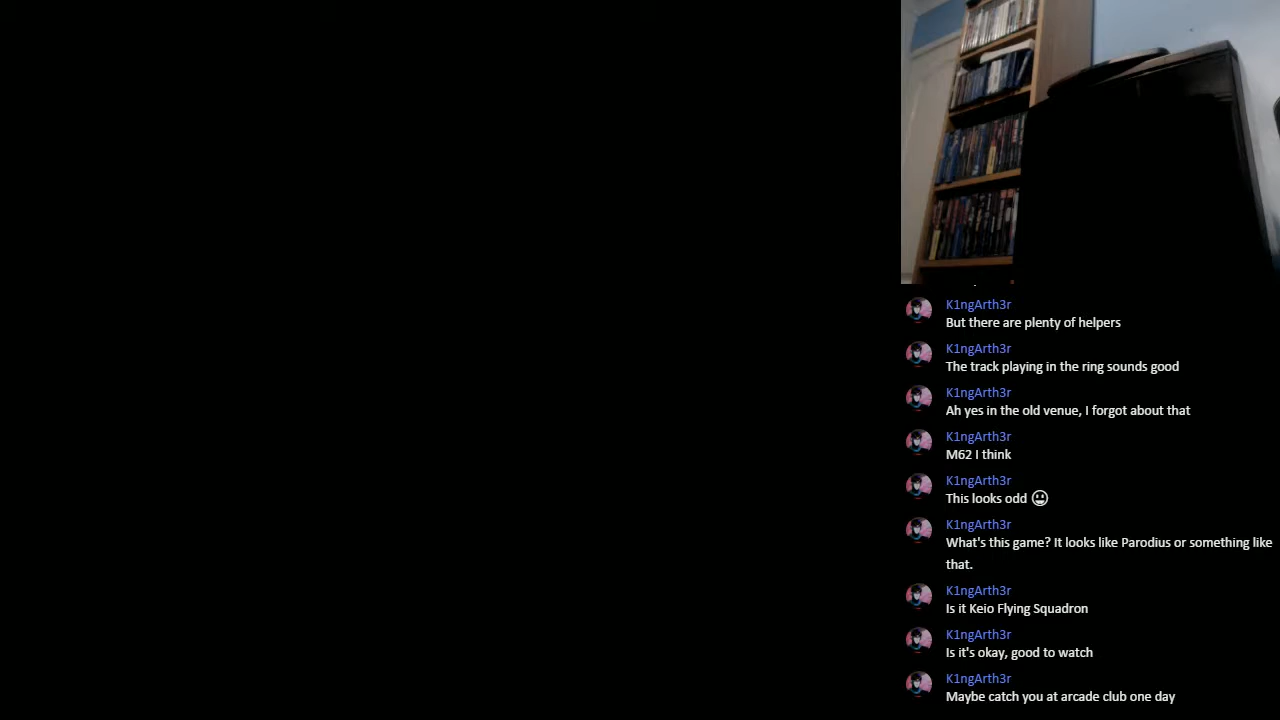 K1ngArth3r
But there are plenty of helpers
K1ngArth3r
The track playing in the ring sounds good
K1ngArth3r
Ah yes in the old venue, I forgot about that
K1ngArth3r
M62 I think
K1ngArth3r
This looks odd 😃
K1ngArth3r
What's this game? It looks like Parodius or something like
that.
K1ngArth3r
Is it Keio Flying Squadron
K1ngArth3r
Is it's okay, good to watch
K1ngArth3r
Maybe catch you at arcade club one day